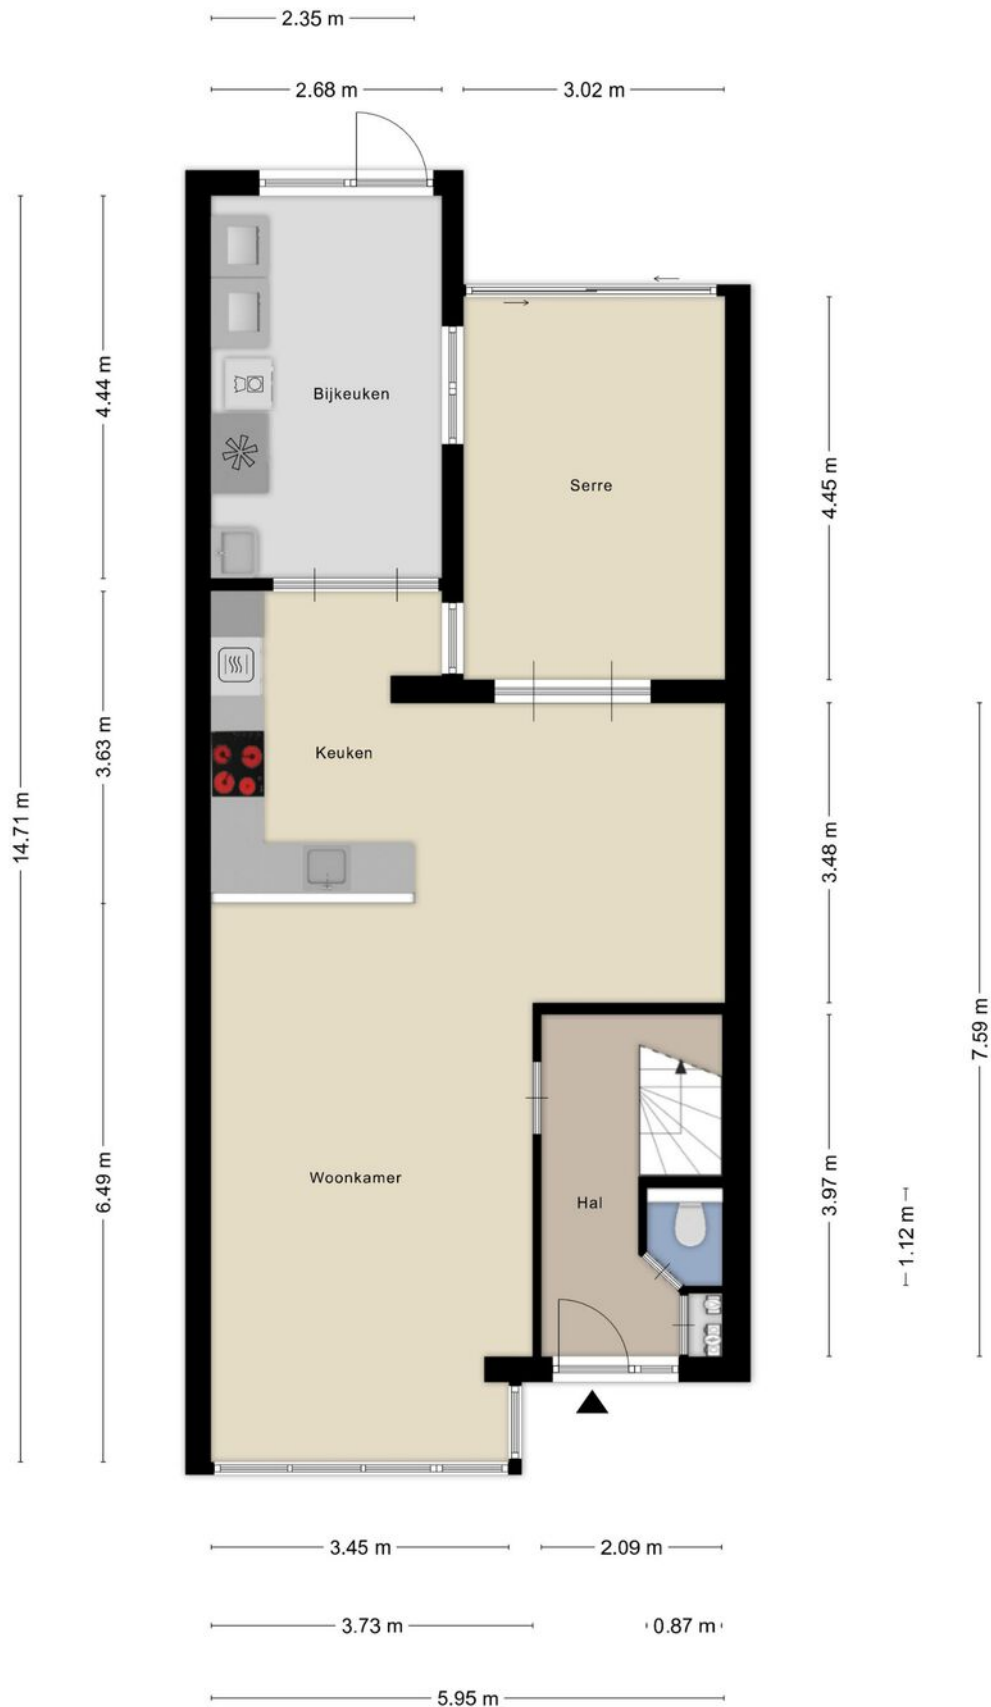 2.35 m
2.68 m
3.02 m
4.44 m
Bijkeuken
4.45 m
Serre
3.63 m
Keuken
14.71 m
3.48 m
7.59 m
6.49 m
Woonkamer
3.97 m
Hal
1.12 m
3.45 m
2.09 m
3.73 m
0.87 m
5.95 m